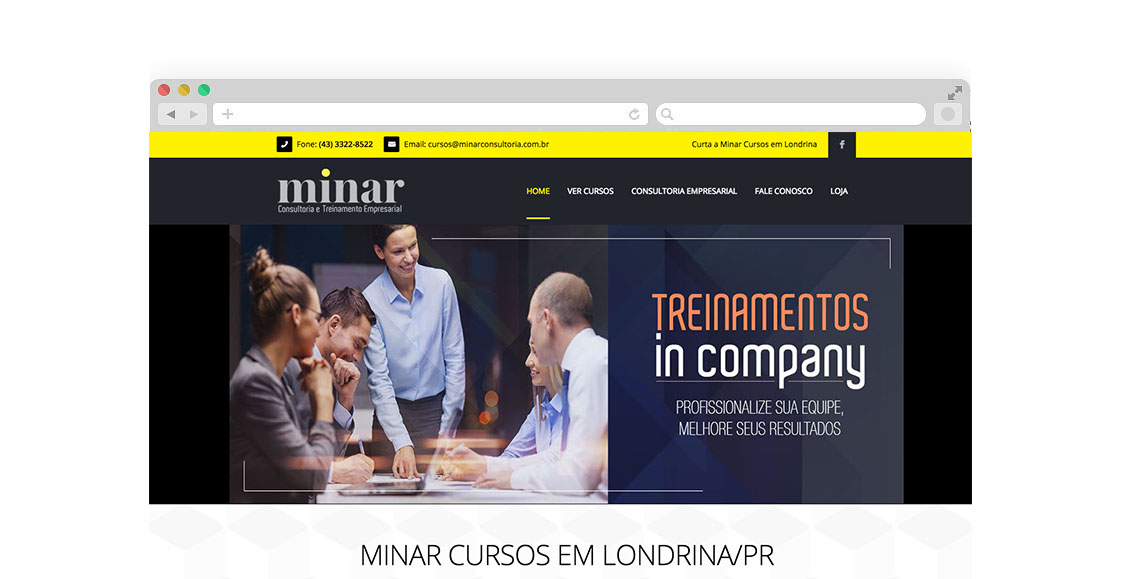 Fone: (43) 3322-8522 Email: cursos@minarconsultoria.com.br Curta a Minar Cursos em Londrina f
minar
Consultoria e Treinamento Empresarial
HOME VER CURSOS CONSULTORIA EMPRESARIAL FALE CONOSCO LOJA
TREINAMENTOS
in company
PROFISSIONALIZE SUA EQUIPE,
MELHORE SEUS RESULTADOS
MINAR CURSOS EM LONDRINA/PR